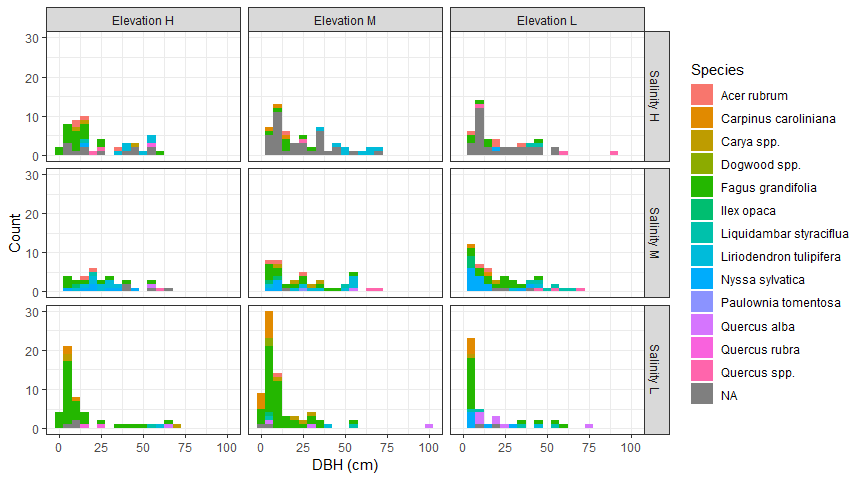 Elevation H Elevation M Elevation L
30
20
10
0
Salinity H
30
20
10
0
Salinity M
30
20
10
0
Salinity L
Count
0 25 50 75 100 0 25 50 75 100 0 25 50 75 100
DBH (cm)
Species
Acer rubrum
Carpinus caroliniana
Carya spp.
Dogwood spp.
Fagus grandifolia
Ilex opaca
Liquidambar styraciflua
Liriodendron tulipifera
Nyssa sylvatica
Paulownia tomentosa
Quercus alba
Quercus rubra
Quercus spp.
NA